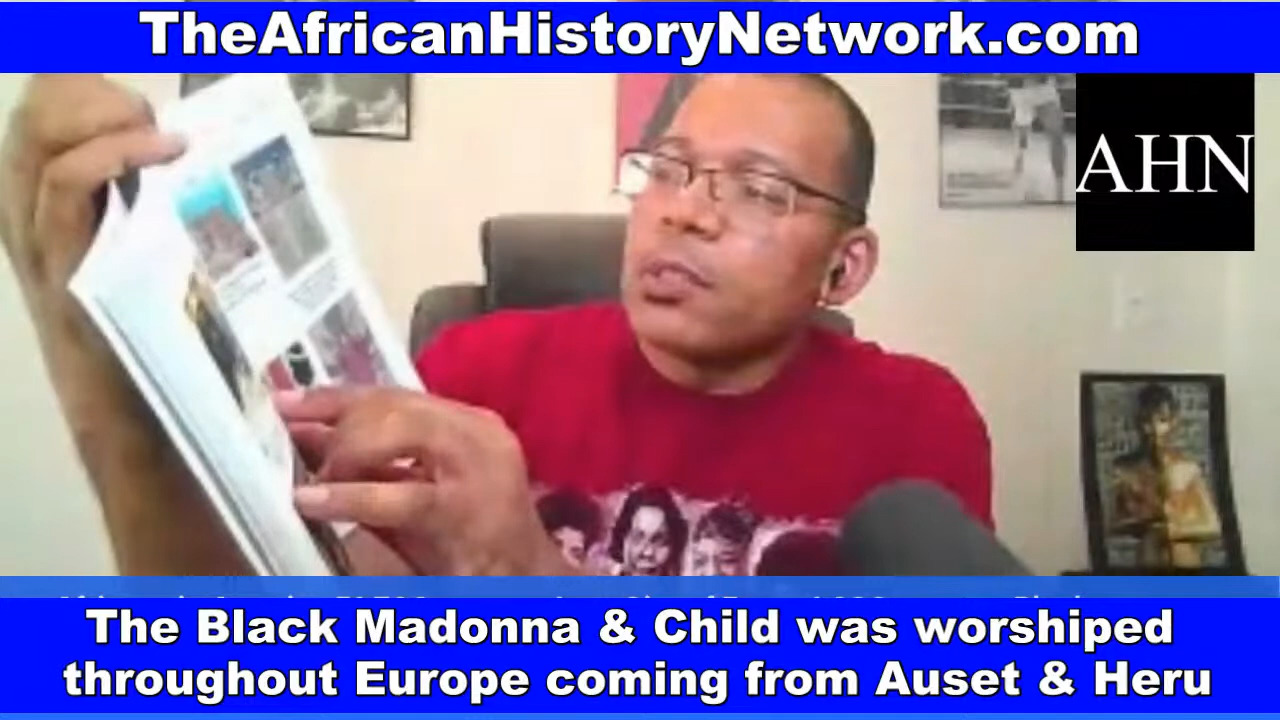 TheAfricanHistoryNetwork.com
AHN
The Black Madonna & Child was worshiped
throughout Europe coming from Auset & Heru